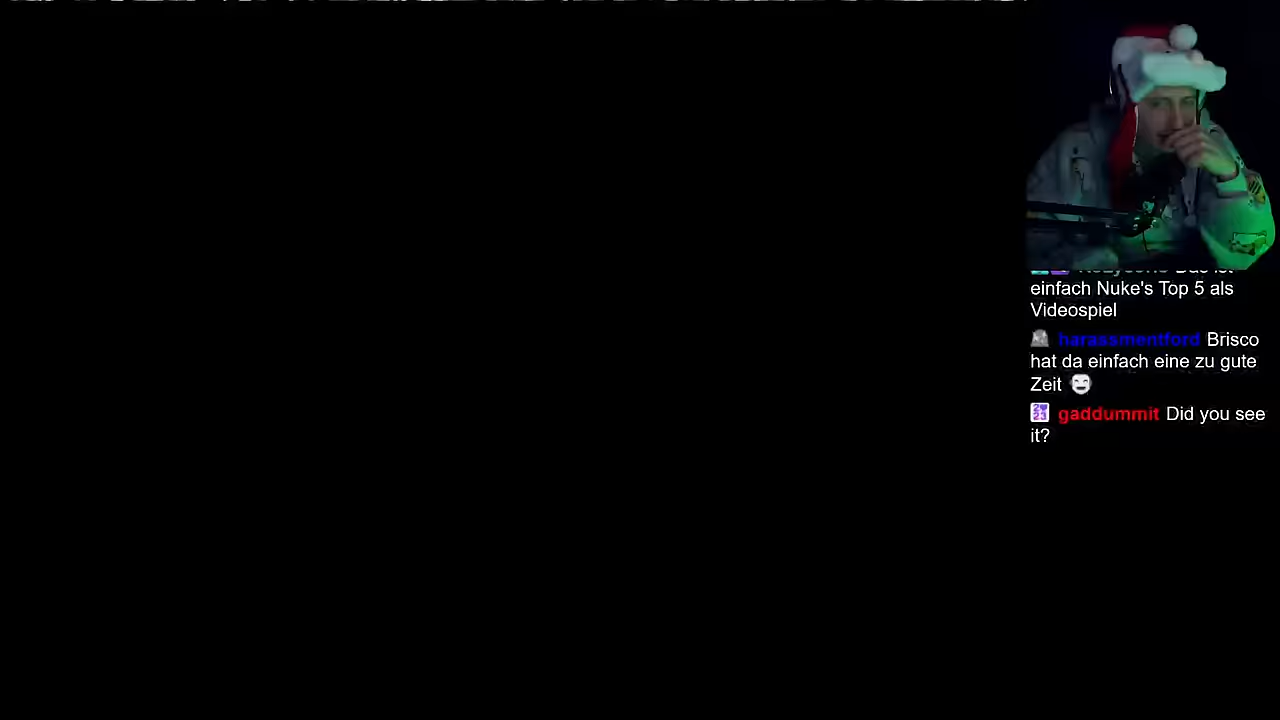 einfach Nuke's Top 5 als
Videospiel
harassmentford Brisco
hat da einfach eine zu gute
Zeit
gaddummit Did you see
it?